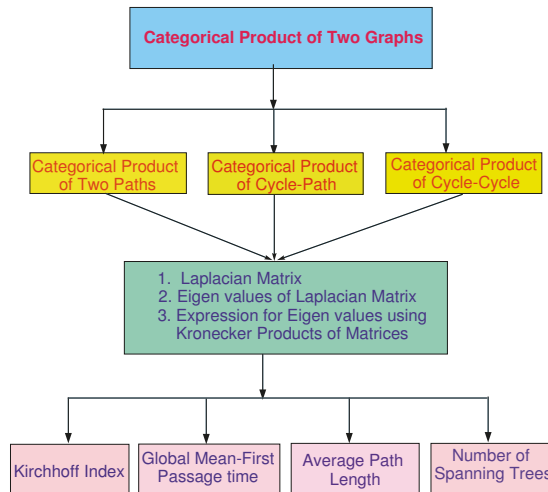 Categorical Product of Two Graphs
Categorical Product
of Two Paths
Categorical Product
of Cycle-Path
Categorical Product
of Cycle-Cycle
1. Laplacian Matrix
2. Eigen values of Laplacian Matrix
3. Expression for Eigen values using
Kronecker Products of Matrices
Kirchhoff Index
Global Mean-First
Passage time
Average Path
Length
Number of
Spanning Trees